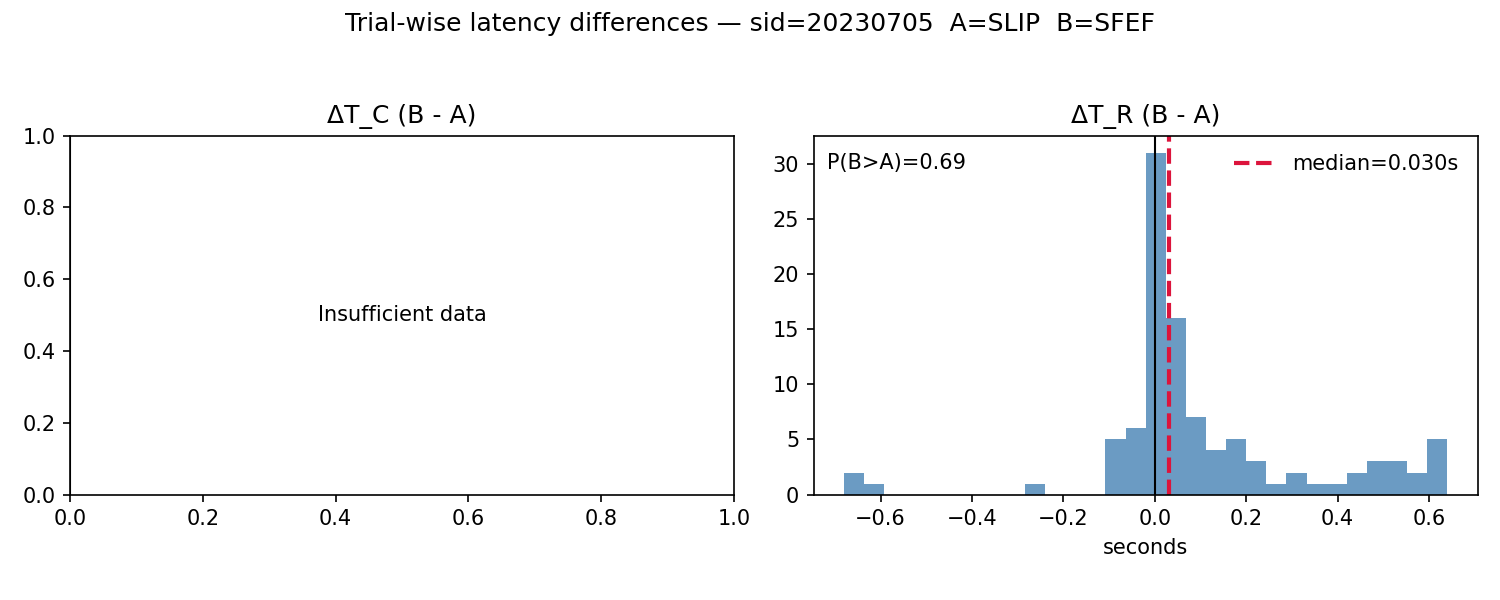 Trial-wise latency differences — sid=20230705  A=SLIP  B=SFEF
ΔT_C (B - A)
1.0
0.8
0.6
0.4
0.2
0.0
Insufficient data
0.0 0.2 0.4 0.6 0.8 1.0
ΔT_R (B - A)
P(B>A)=0.69
median=0.030s
30
25
20
15
10
5
0
−0.6 −0.4 −0.2 0.0 0.2 0.4 0.6
seconds